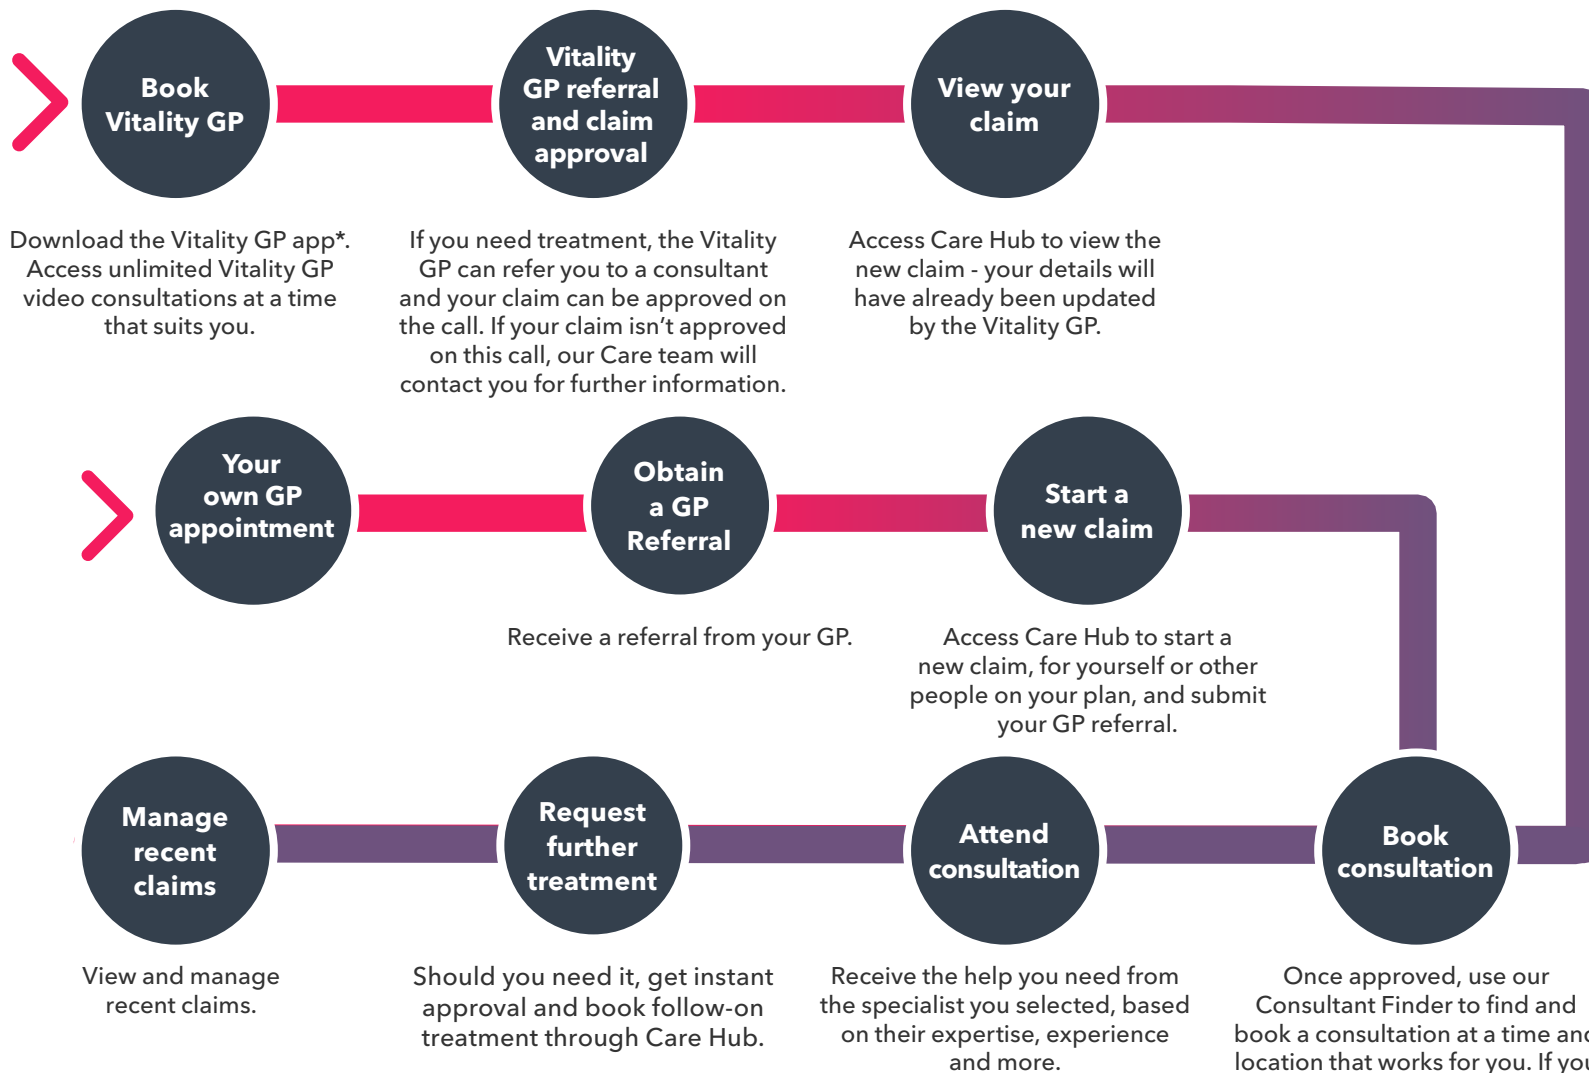 Book
Vitality GP
Vitality
GP referral
and claim
approval
View your
claim
Download the Vitality GP app*.
Access unlimited Vitality GP
video consultations at a time
that suits you.
If you need treatment, the Vitality
GP can refer you to a consultant
and your claim can be approved on
the call. If your claim isn't approved
on this call, our Care team will
contact you for further information.
Access Care Hub to view the
new claim - your details will
have already been updated
by the Vitality GP.
Your
own GP
appointment
Obtain
a GP
Referral
Start a
new claim
Receive a referral from your GP.
Access Care Hub to start a
new claim, for yourself or other
people on your plan, and submit
your GP referral.
Manage
recent
claims
Request
further
treatment
Attend
consultation
Book
consultation
View and manage
recent claims.
Should you need it, get instant
approval and book follow-on
treatment through Care Hub.
Receive the help you need from
the specialist you selected, based
on their expertise, experience
and more.
Once approved, use our
Consultant Finder to find and
book a consultation at a time and
location that works for you. If you